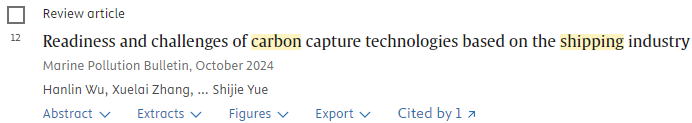 Review article
12
Readiness and challenges of carbon capture technologies based on the shipping industry
Marine Pollution Bulletin, October 2024
Hanlin Wu, Xuelai Zhang, ... Shijie Yue
Abstract Extracts Figures Export Cited by 1